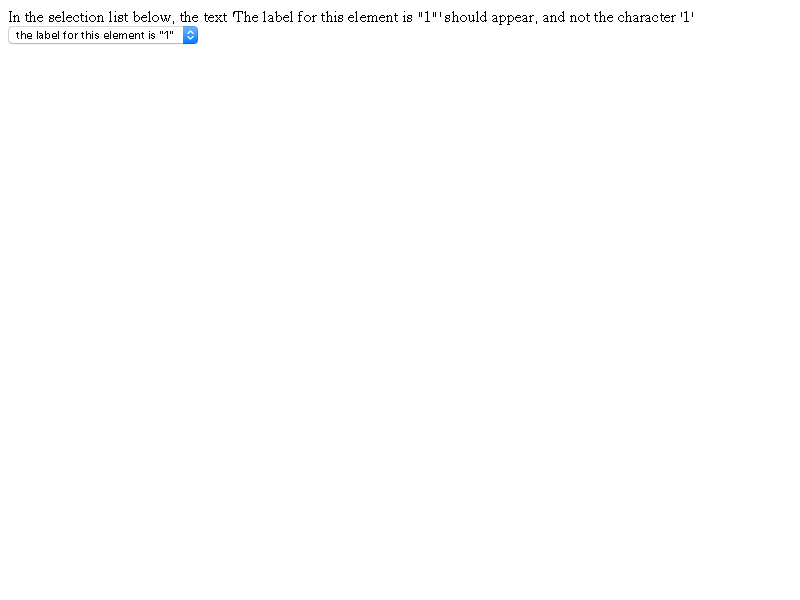 In the selection list below, the text 'The label for this element is "1"' should appear, and not the character '1'
the label for this element is "1"